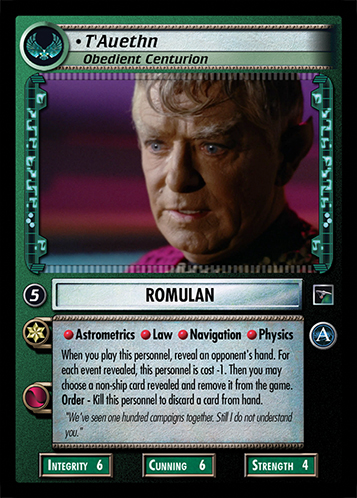 • T'Auethn
Obedient Centurion
5
ROMULAN
• Astrometrics • Law • Navigation • Physics
A
When you play this personnel, reveal an opponent's hand. For
each event revealed, this personnel is cost -1. Then you may
choose a non-ship card revealed and remove it from the game.
Order - Kill this personnel to discard a card from hand.
"We've seen one hundred campaigns together. Still I do not understand
you."
INTEGRITY 6 CUNNING 6 STRENGTH 4